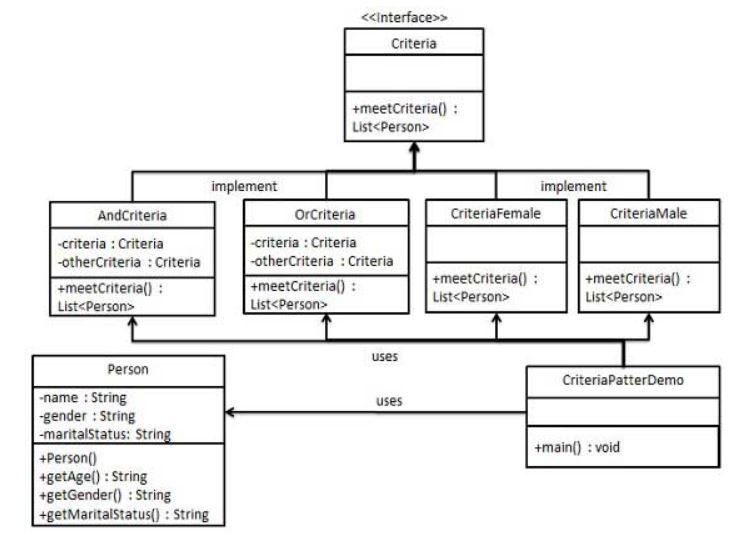 <<Interface>>
Criteria
+meetCriteria() :
List<Person>
implement
implement
AndCriteria
-criteria : Criteria
-otherCriteria : Criteria
+meetCriteria() :
List<Person>
OrCriteria
-criteria : Criteria
-otherCriteria : Criteria
+meetCriteria() :
List<Person>
CriteriaFemale
+meetCriteria() :
List<Person>
CriteriaMale
+meetCriteria() :
List<Person>
uses
Person
-name : String
-gender : String
-maritalStatus: String
+Person()
+getAge() : String
+getGender() : String
+getMaritalStatus() : String
uses
CriteriaPatterDemo
+main() : void